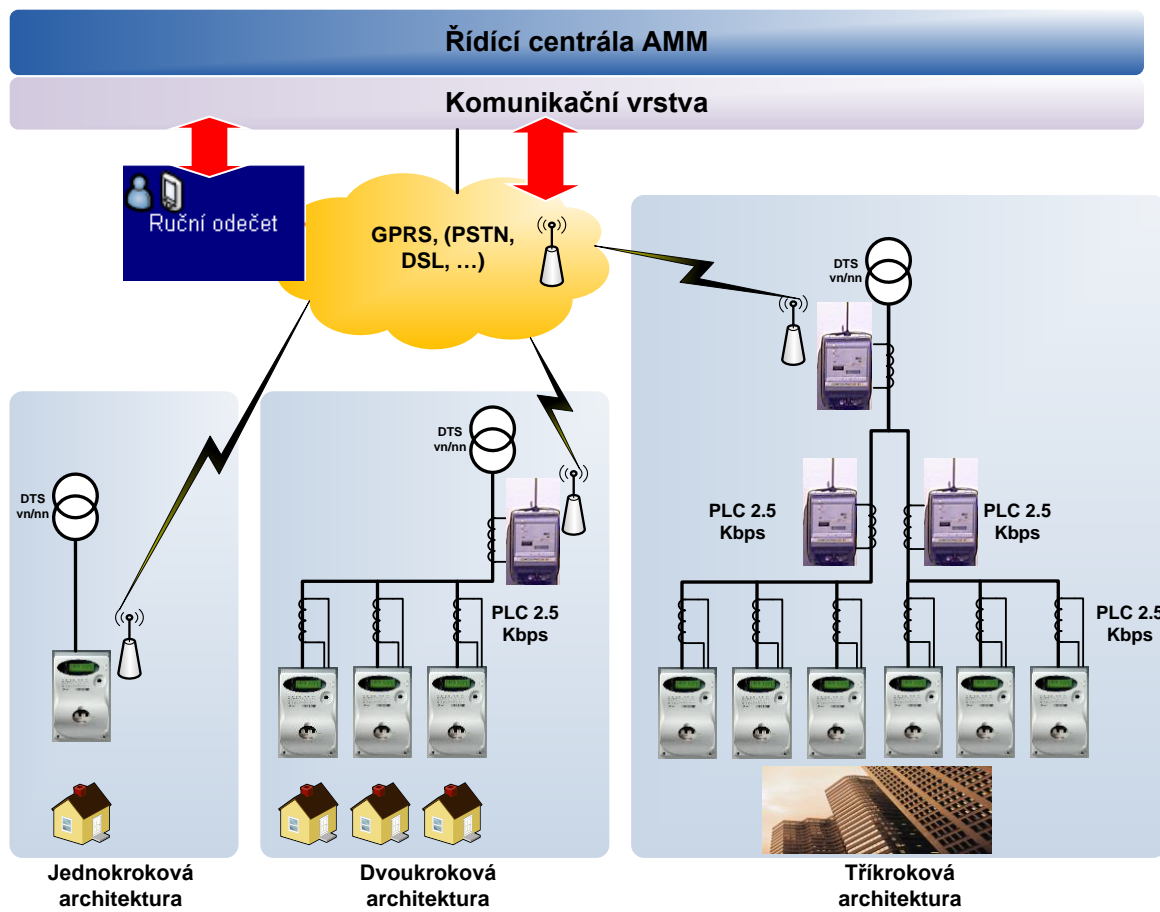 Řídící centrála AMM
Komunikační vrstva
Ruční odečet
GPRS, (PSTN,
DSL, …)
DTS
vn/nn
DTS
vn/nn
DTS
vn/nn
PLC 2.5
Kbps
PLC 2.5
Kbps
PLC 2.5
Kbps
PLC 2.5
Kbps
Jednokroková
architektura
Dvoukroková
architektura
Tříkroková
architektura